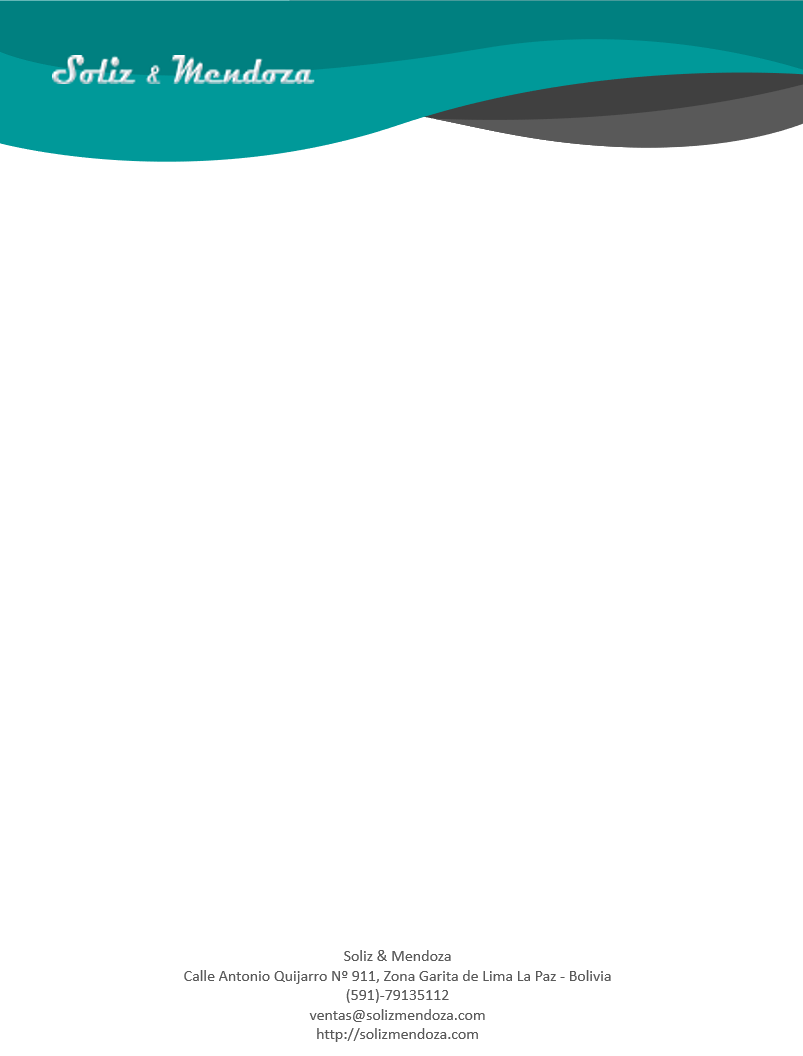 Soliz & Mendoza
Soliz & Mendoza
Calle Antonio Quijarro Nº 911, Zona Garita de Lima La Paz - Bolivia
(591)-79135112
ventas@solizmendoza.com
http://solizmendoza.com